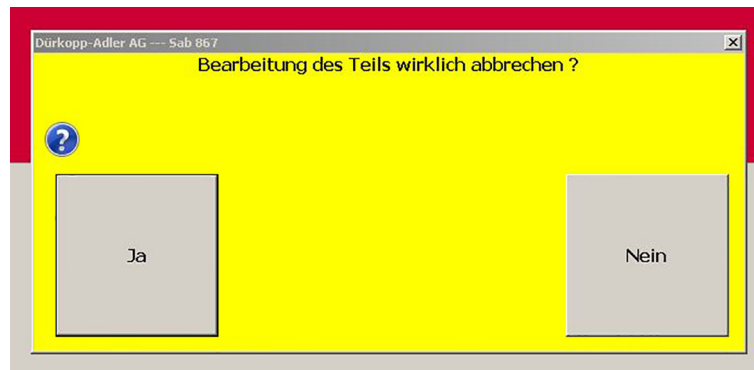 Dürkopp-Adler AG --- Sab 867
Bearbeitung des Teils wirklich abbrechen ?
Ja
Nein